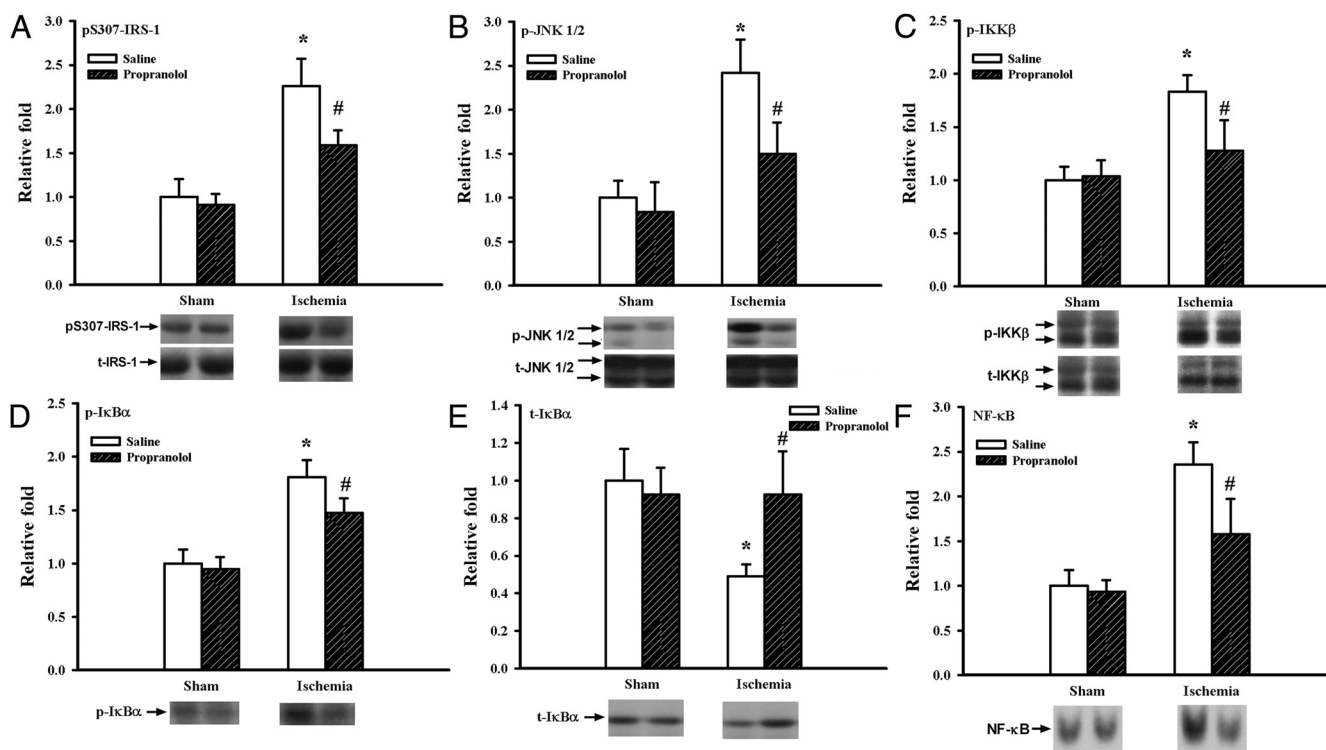 A
pS307-IRS-1
Saline
Propranolol
*
#
Relative fold
3.0
2.5
2.0
1.5
1.0
0.5
0.0
Sham
Ischemia
pS307-IRS-1
t-IRS-1
B
p-JNK 1/2
Saline
Propranolol
*
#
Relative fold
3.0
2.5
2.0
1.5
1.0
0.5
0.0
Sham
Ischemia
p-JNK 1/2
t-JNK 1/2
C
p-IKKβ
Saline
Propranolol
*
#
Relative fold
2.5
2.0
1.5
1.0
0.5
0.0
Sham
Ischemia
p-IKKβ
t-IKKβ
D
p-IκBα
Saline
Propranolol
*
#
Relative fold
2.5
2.0
1.5
1.0
0.5
0.0
Sham
Ischemia
p-IκBα
E
t-IκBα
Saline
Propranolol
*
#
Relative fold
1.4
1.2
1.0
0.8
0.6
0.4
0.2
0.0
Sham
Ischemia
t-IκBα
F
NF-κB
Saline
Propranolol
*
#
Relative fold
3.0
2.5
2.0
1.5
1.0
0.5
0.0
Sham
Ischemia
NF-κB